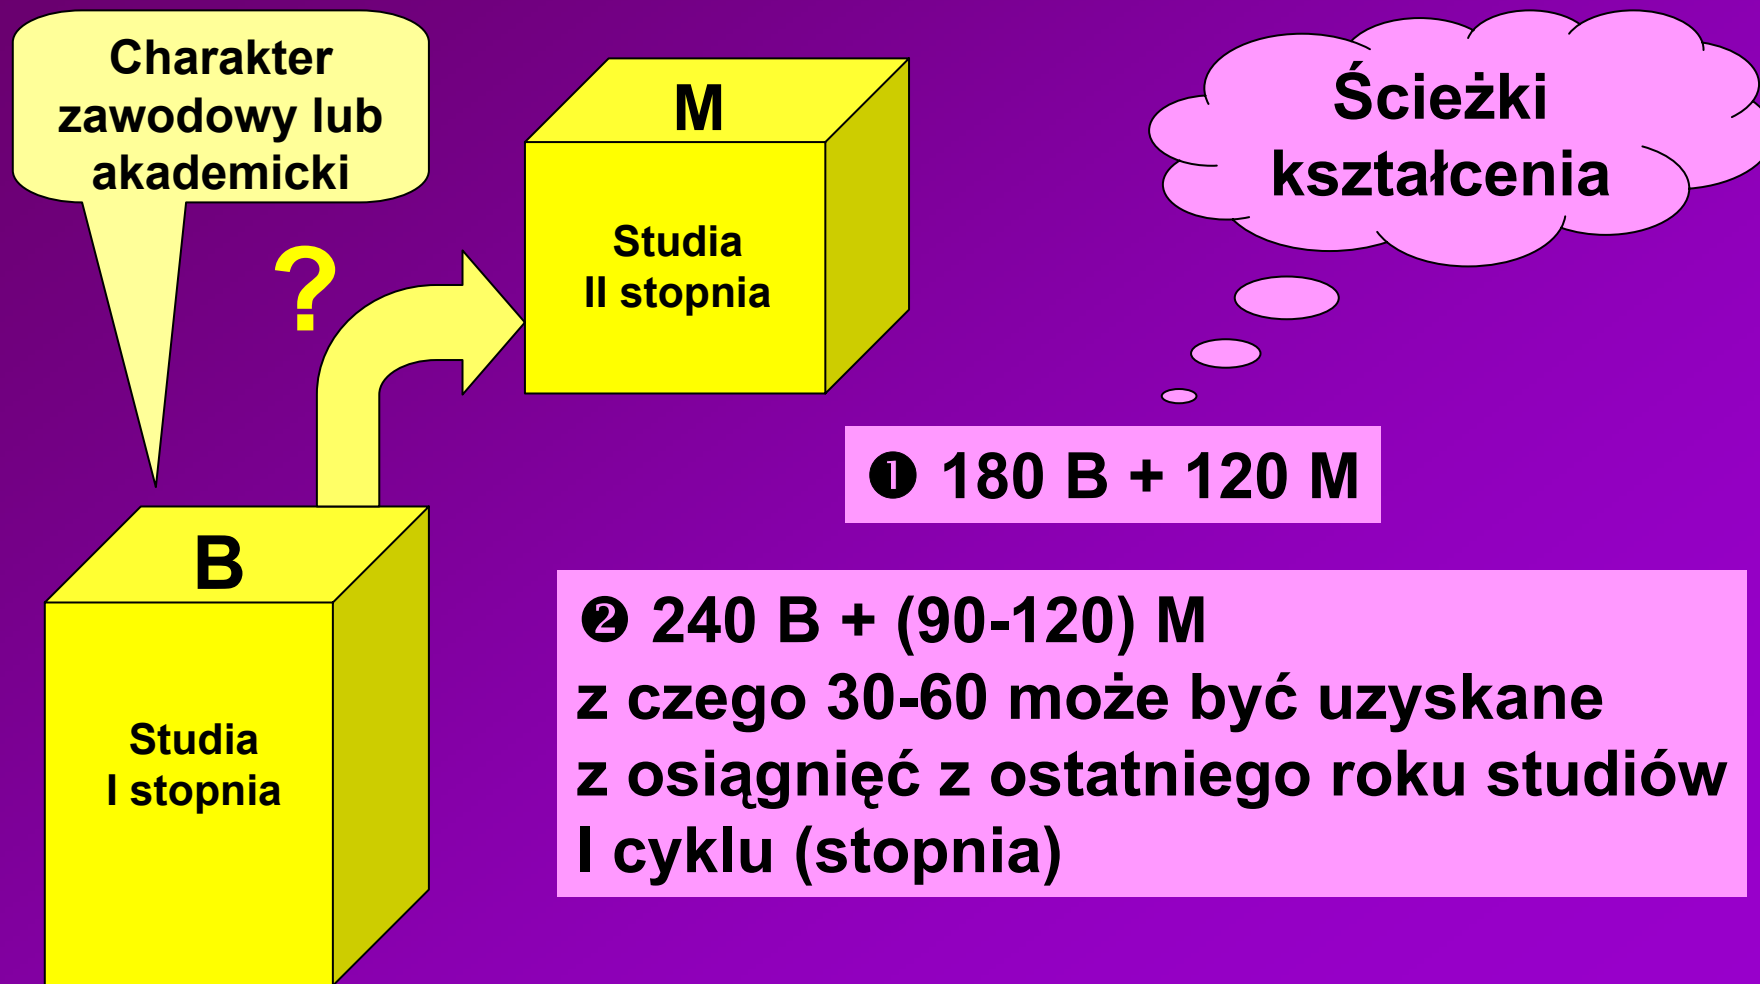 Charakter
zawodowy lub
akademicki
M
Studia
II stopnia
Ścieżki
kształcenia
?
❶ 180 B + 120 M
B
Studia
I stopnia
❷ 240 B + (90-120) M
z czego 30-60 może być uzyskane
z osiągnięć z ostatniego roku studiów
I cyklu (stopnia)